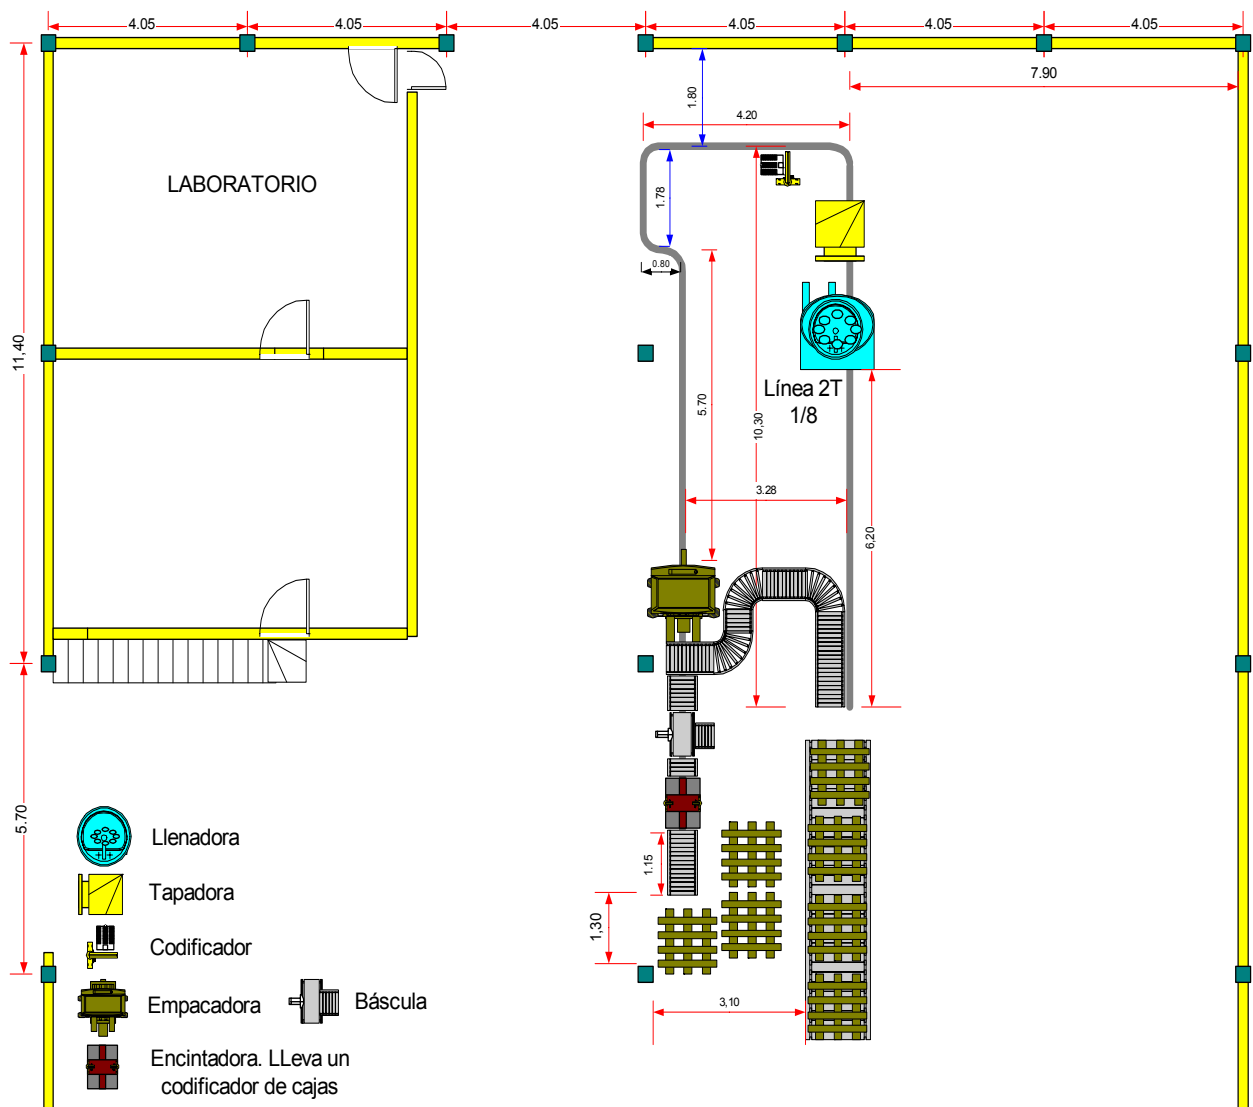 4.05
4.05
4.05
4.05
4.05
4.05
7.90
1.80
4.20
LABORATORIO
1.78
0.80
11,40
5.70
10,30
Línea 2T
1/8
3.28
6,20
5.70
1.15
1,30
3,10
Llenadora
Tapadora
Codificador
Empacadora
Báscula
Encintadora. LLeva un
codificador de cajas